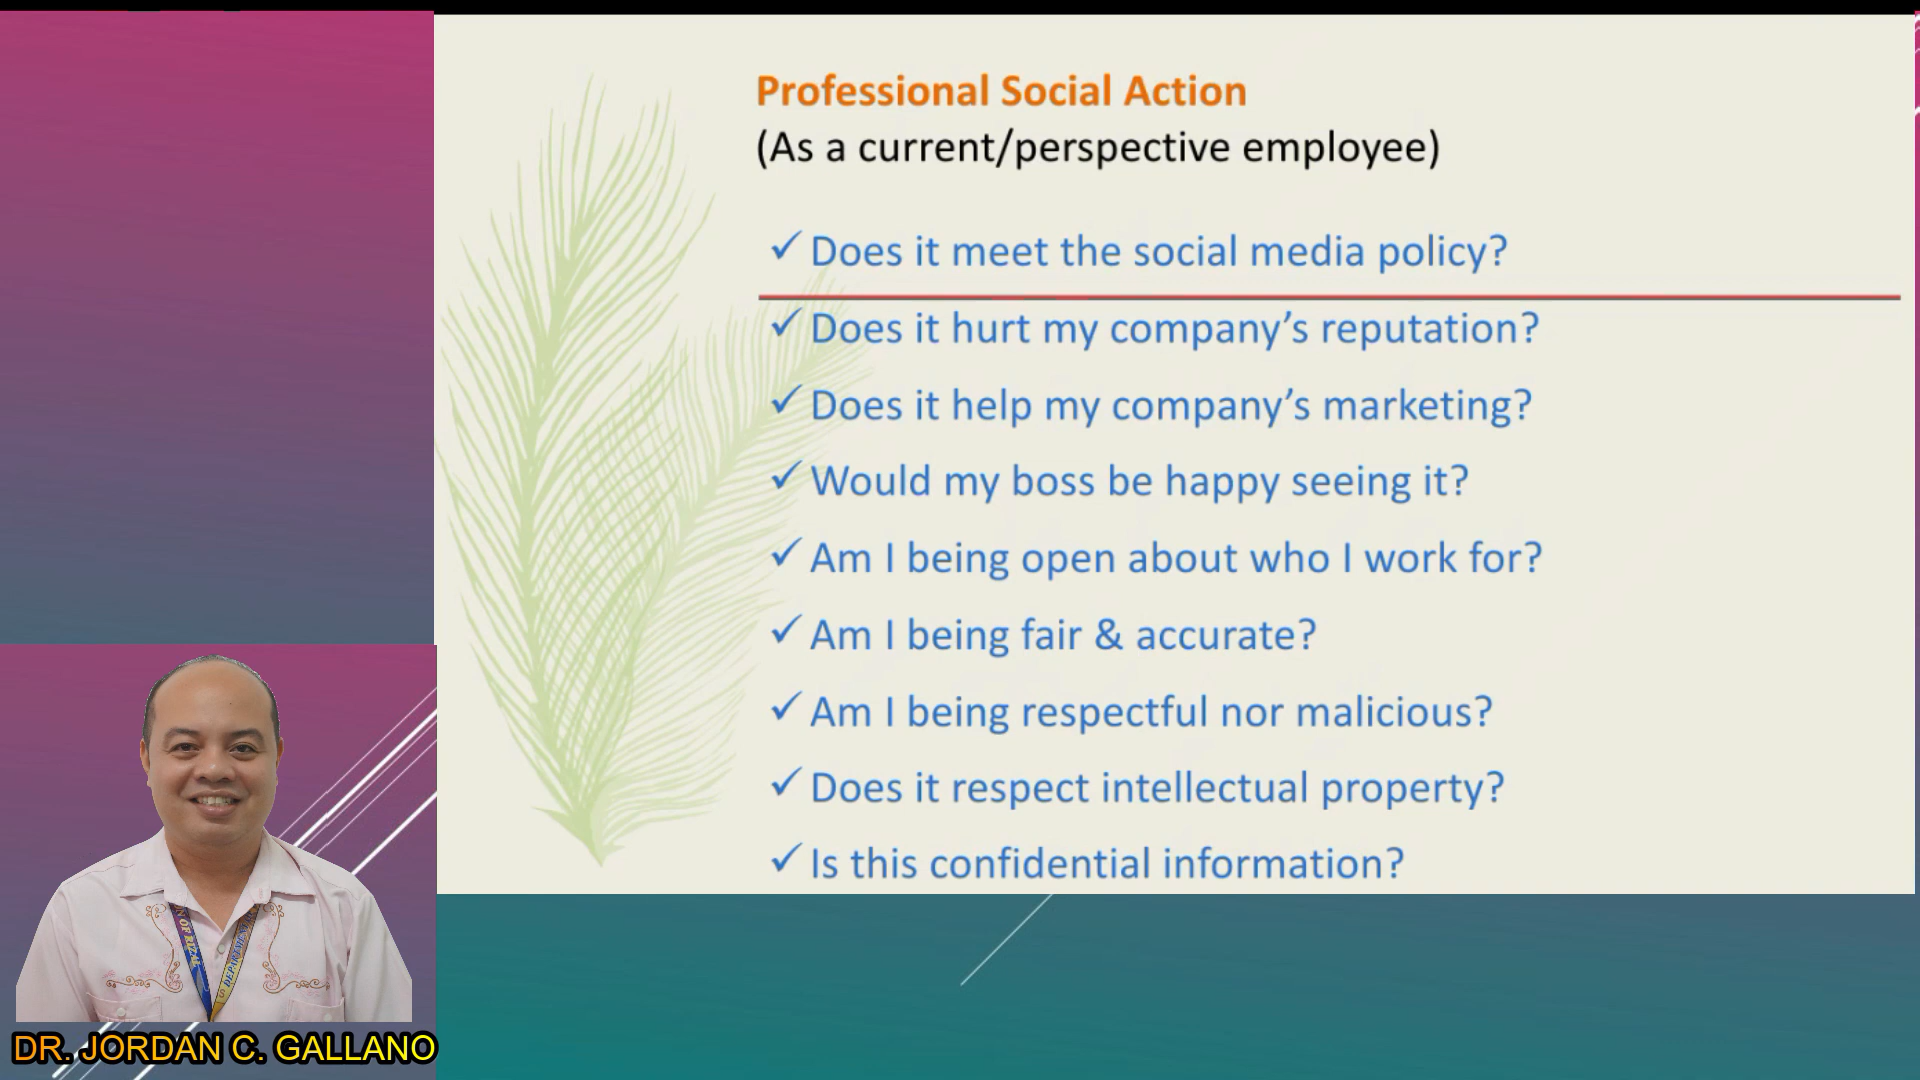 Professional Social Action
(As a current/perspective employee)
✓ Does it meet the social media policy?
✓ Does it hurt my company's reputation?
✓ Does it help my company's marketing?
✓ Would my boss be happy seeing it?
✓ Am I being open about who I work for?
✓ Am I being fair & accurate?
✓ Am I being respectful nor malicious?
✓ Does it respect intellectual property?
✓ Is this confidential information?
DR. JORDAN C. GALLANO